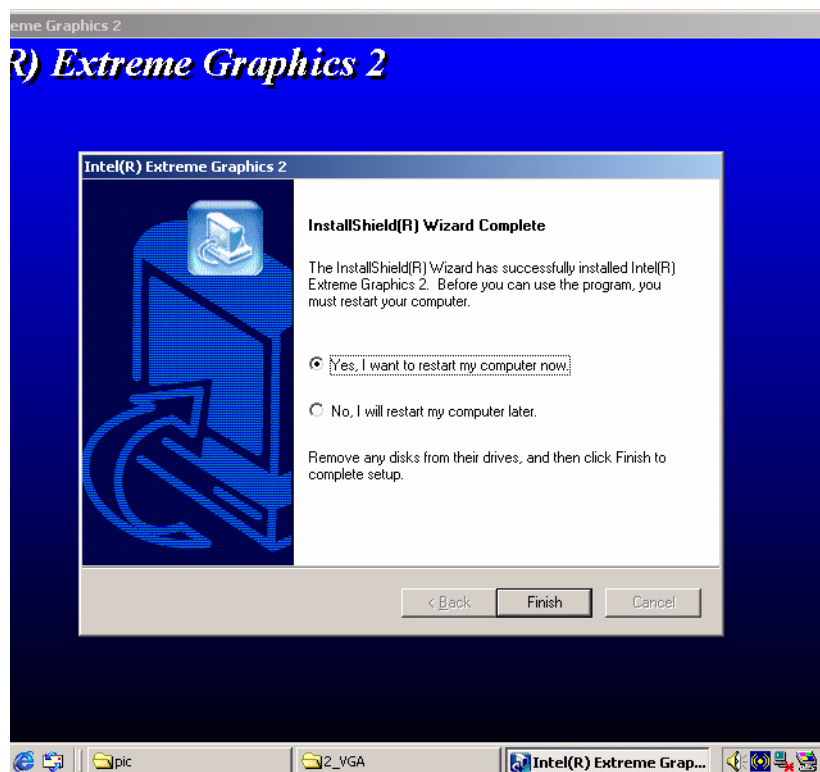 eme Graphics 2
R) Extreme Graphics 2
Intel(R) Extreme Graphics 2
InstallShield(R) Wizard Complete
The InstallShield(R) Wizard has successfully installed Intel(R)
Extreme Graphics 2.  Before you can use the program, you
must restart your computer.
Yes, I want to restart my computer now.
No, I will restart my computer later.
Remove any disks from their drives, and then click Finish to
complete setup.
< Back
Finish
Cancel
pic
2_VGA
Intel(R) Extreme Grap...